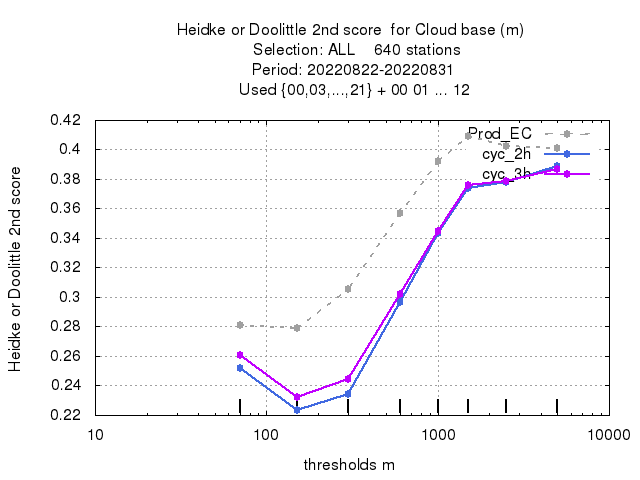 Heidke or Doolittle 2nd score  for Cloud base (m)
Selection: ALL    640 stations
Period: 20220822-20220831
Used {00,03,...,21} + 00 01 ... 12
Heidke or Doolittle 2nd score
0.42
0.4
0.38
0.36
0.34
0.32
0.3
0.28
0.26
0.24
0.22
Prod_EC
cyc_2h
cyc_3h
10
100
1000
10000
thresholds m